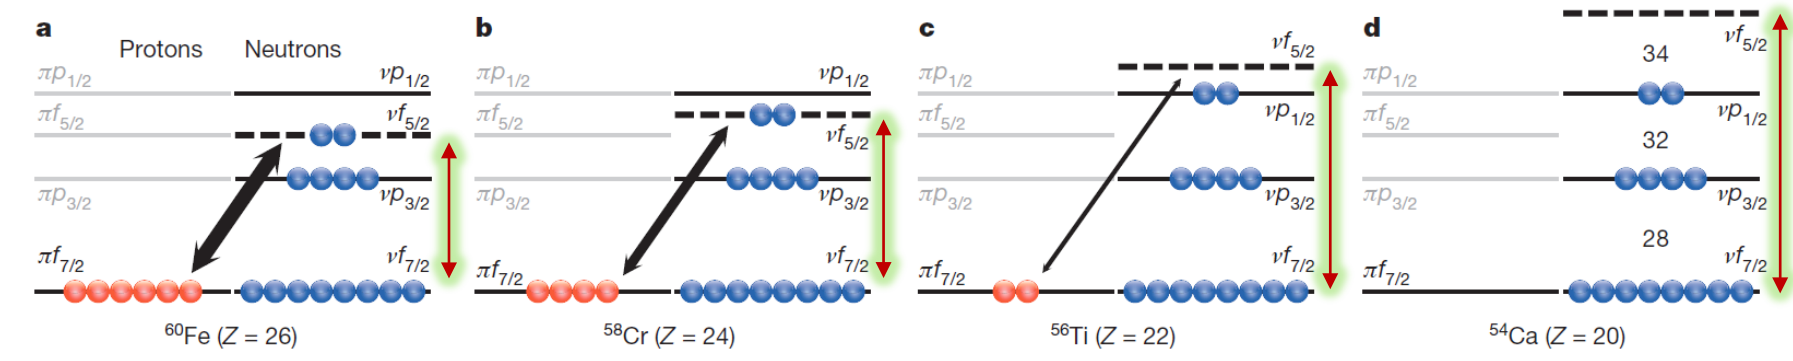 a
Protons Neutrons
πp1/2 νp1/2
πf5/2 νf5/2
πp3/2 νp3/2
πf7/2 νf7/2
60Fe (Z = 26)
b
πp1/2 νp1/2
πf5/2 νf5/2
πp3/2 νp3/2
πf7/2 νf7/2
58Cr (Z = 24)
c
νf5/2
πp1/2 νp1/2
πf5/2
πp3/2 νp3/2
πf7/2 νf7/2
56Ti (Z = 22)
d
νf5/2
34
πp1/2 νp1/2
πf5/2
32
πp3/2 νp3/2
28
πf7/2 νf7/2
54Ca (Z = 20)